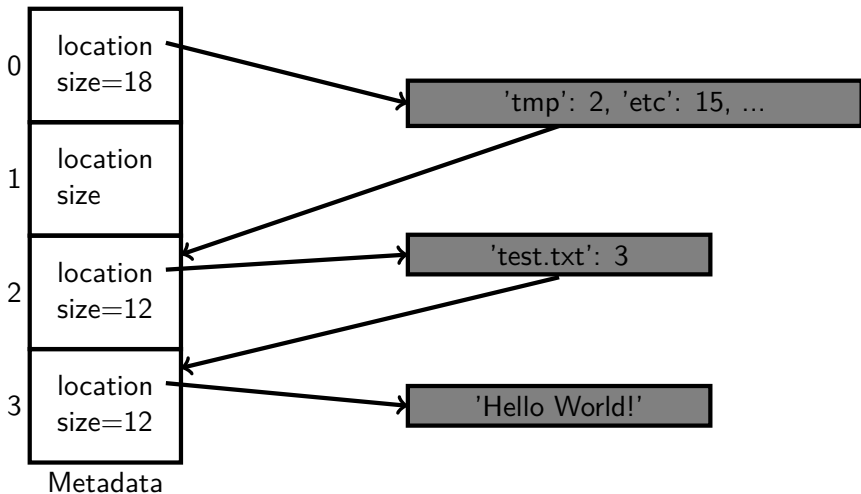 0
location
size=18
'tmp': 2, 'etc': 15, ...
1
location
size
2
location
size=12
'test.txt': 3
3
location
size=12
'Hello World!'
Metadata